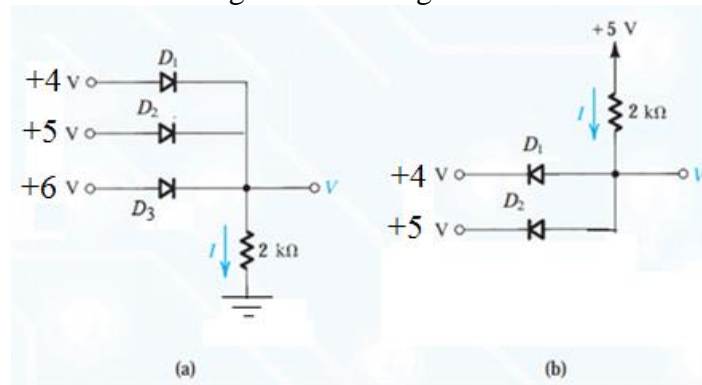 +5 V
D₁
+4 V
D₂
+5 V
2 kΩ
I
D₁
+6 V
V
+4 V
V
D₃
D₂
+5 V
I
2 kΩ
(a)
(b)